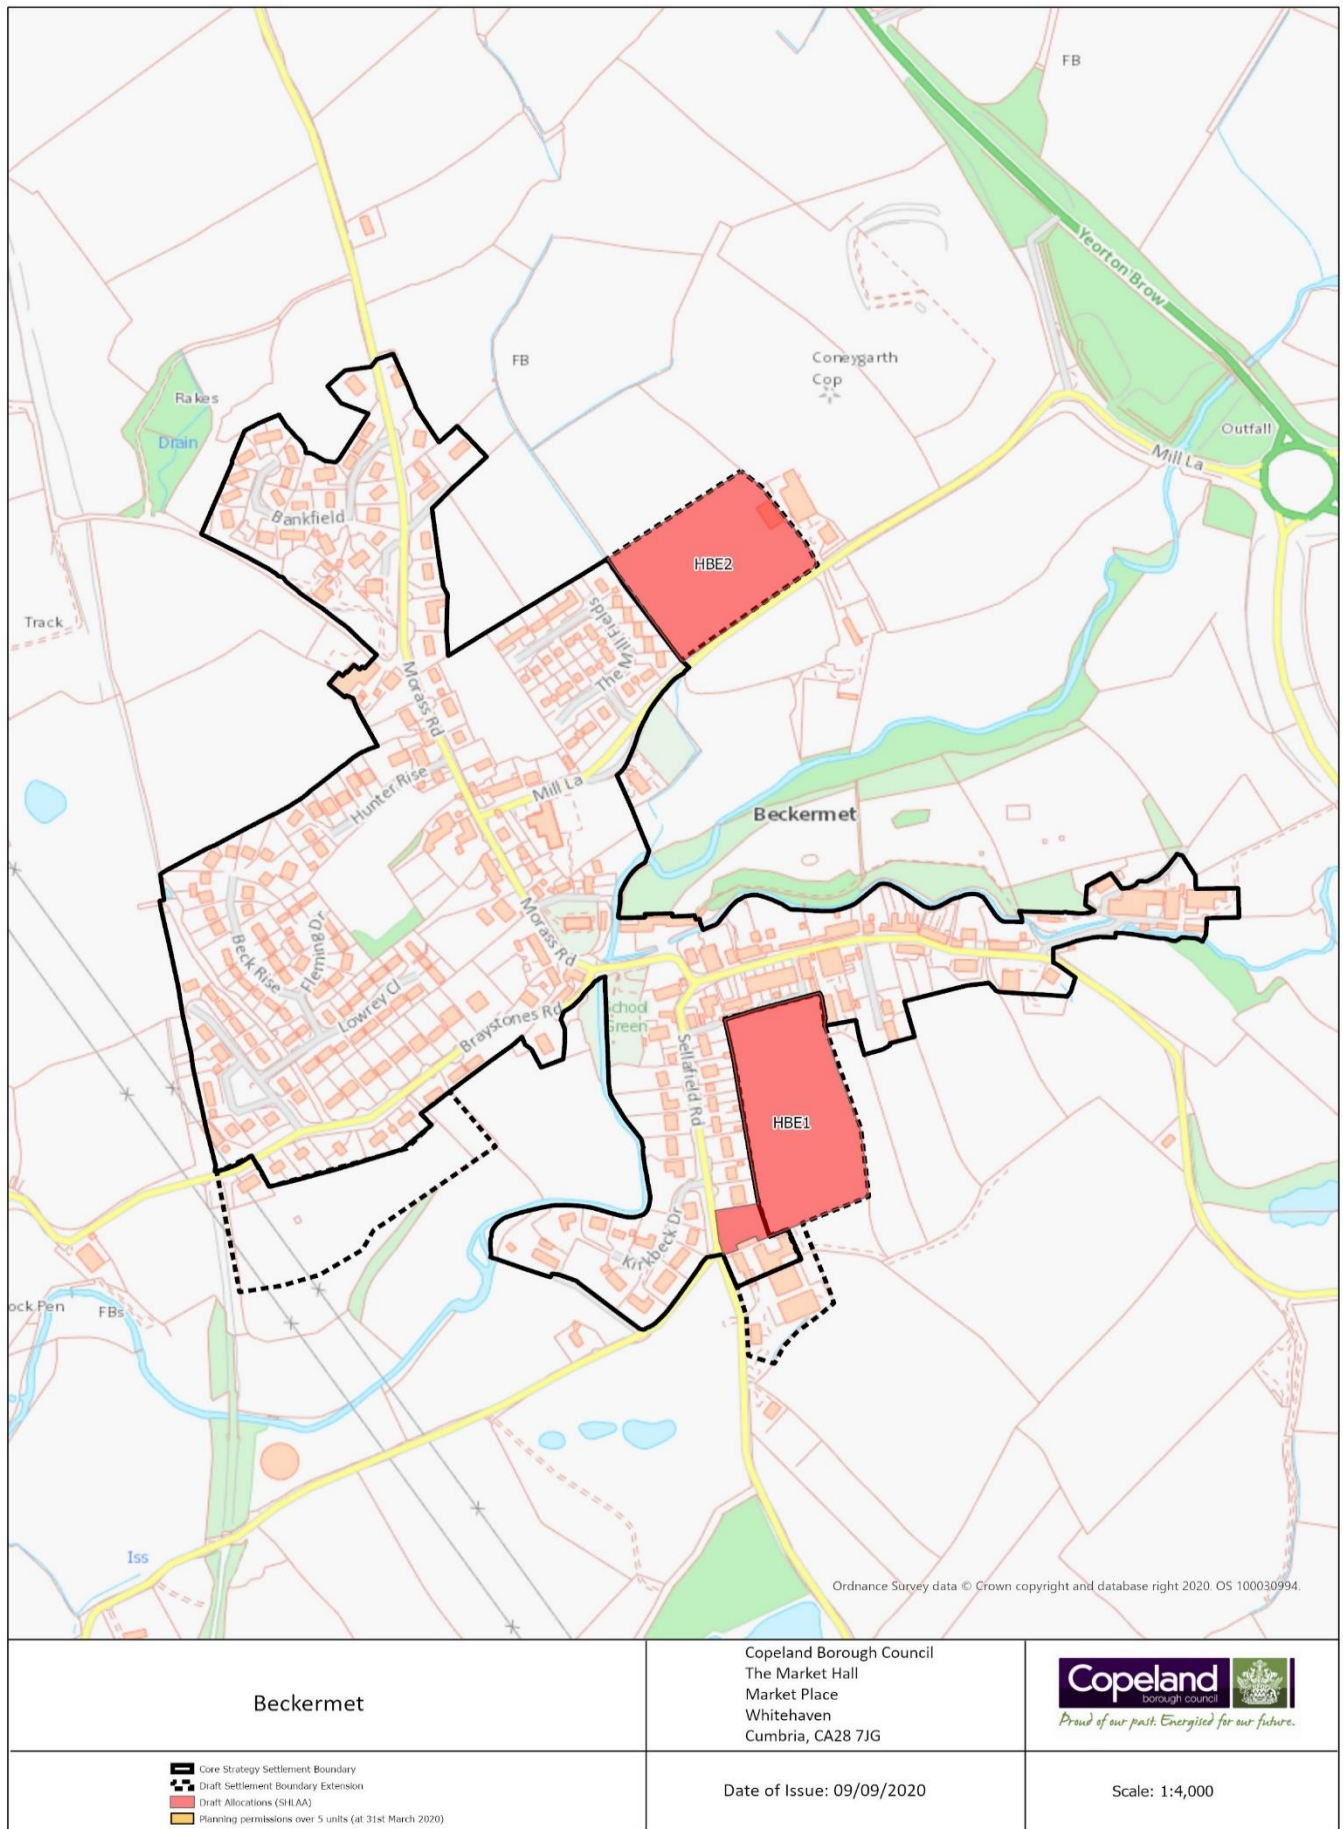 FB
Yeorton Brow
Coneygarth
Cop
FB
Rakes
Drain
Outfall
Mill La
Bankfield
HBE2
Track
The Mill Fields
Morass Rd
Hunter Rise
Mill La
Beckermet
Morass Rd
Beck Rise
Fleming Dr
Lowrey Cl
Braystones Rd
School
Green
Sellafield Rd
HBE1
Kirkbeck Dr
ock Pen
FBs
Iss
Ordnance Survey data © Crown copyright and database right 2020. OS 100030994.
Beckermet
Copeland Borough Council
The Market Hall
Market Place
Whitehaven
Cumbria, CA28 7JG
Copeland
borough council
Proud of our past. Energised for our future.
Core Strategy Settlement Boundary
Draft Settlement Boundary Extension
Draft Allocations (SHLAA)
Planning permissions over 5 units (at 31st March 2020)
Date of Issue: 09/09/2020
Scale: 1:4,000